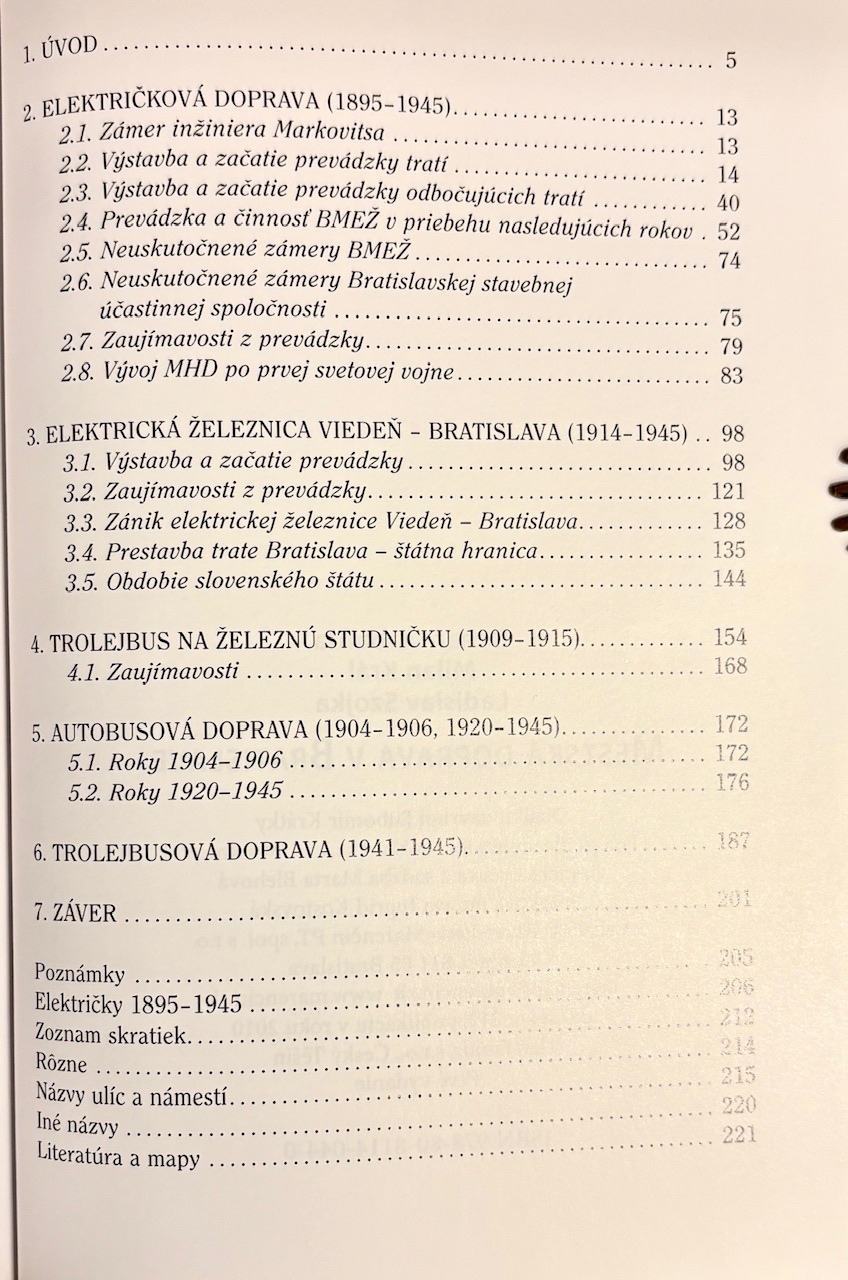 1. ÚVOD ........................................................... 5
2. ELEKTRIČKOVÁ DOPRAVA (1895–1945)........................ 13
2.1. Zámer inžiniera Markovitsa ............................... 13
2.2. Výstavba a začatie prevádzky tratí ........................ 14
2.3. Výstavba a začatie prevádzky odbočujúcich tratí ............ 40
2.4. Prevádzka a činnosť BMEŽ v priebehu nasledujúcich rokov . 52
2.5. Neuskutočnené zámery BMEŽ............................ 74
2.6. Neuskutočnené zámery Bratislavskej stavebnej
účastinnej spoločnosti ...................................... 75
2.7. Zaujímavosti z prevádzky................................. 79
2.8. Vývoj MHD po prvej svetovej vojne........................ 83
3. ELEKTRICKÁ ŽELEZNICA VIEDEŇ – BRATISLAVA (1914–1945) .. 98
3.1. Výstavba a začatie prevádzky ............................. 98
3.2. Zaujímavosti z prevádzky................................. 121
3.3. Zánik elektrickej železnice Viedeň – Bratislava............. 128
3.4. Prestavba trate Bratislava – štátna hranica................. 135
3.5. Obdobie slovenského štátu ................................ 144
4. TROLEJBUS NA ŽELEZNÚ STUDNIČKU (1909–1915)............. 154
4.1. Zaujímavosti ............................................. 168
5. AUTOBUSOVÁ DOPRAVA (1904–1906, 1920–1945).............. 172
5.1. Roky 1904–1906 ......................................... 172
5.2. Roky 1920–1945 ......................................... 176
6. TROLEJBUSOVÁ DOPRAVA (1941–1945)........................ 187
7. ZÁVER ......................................................... 201
Poznámky ....................................................... 205
Električky 1895–1945 ............................................ 206
Zoznam skratiek.................................................. 212
Rôzne ........................................................... 214
Názvy ulíc a námestí.............................................. 215
Iné názvy ........................................................ 220
Literatúra a mapy ................................................ 221